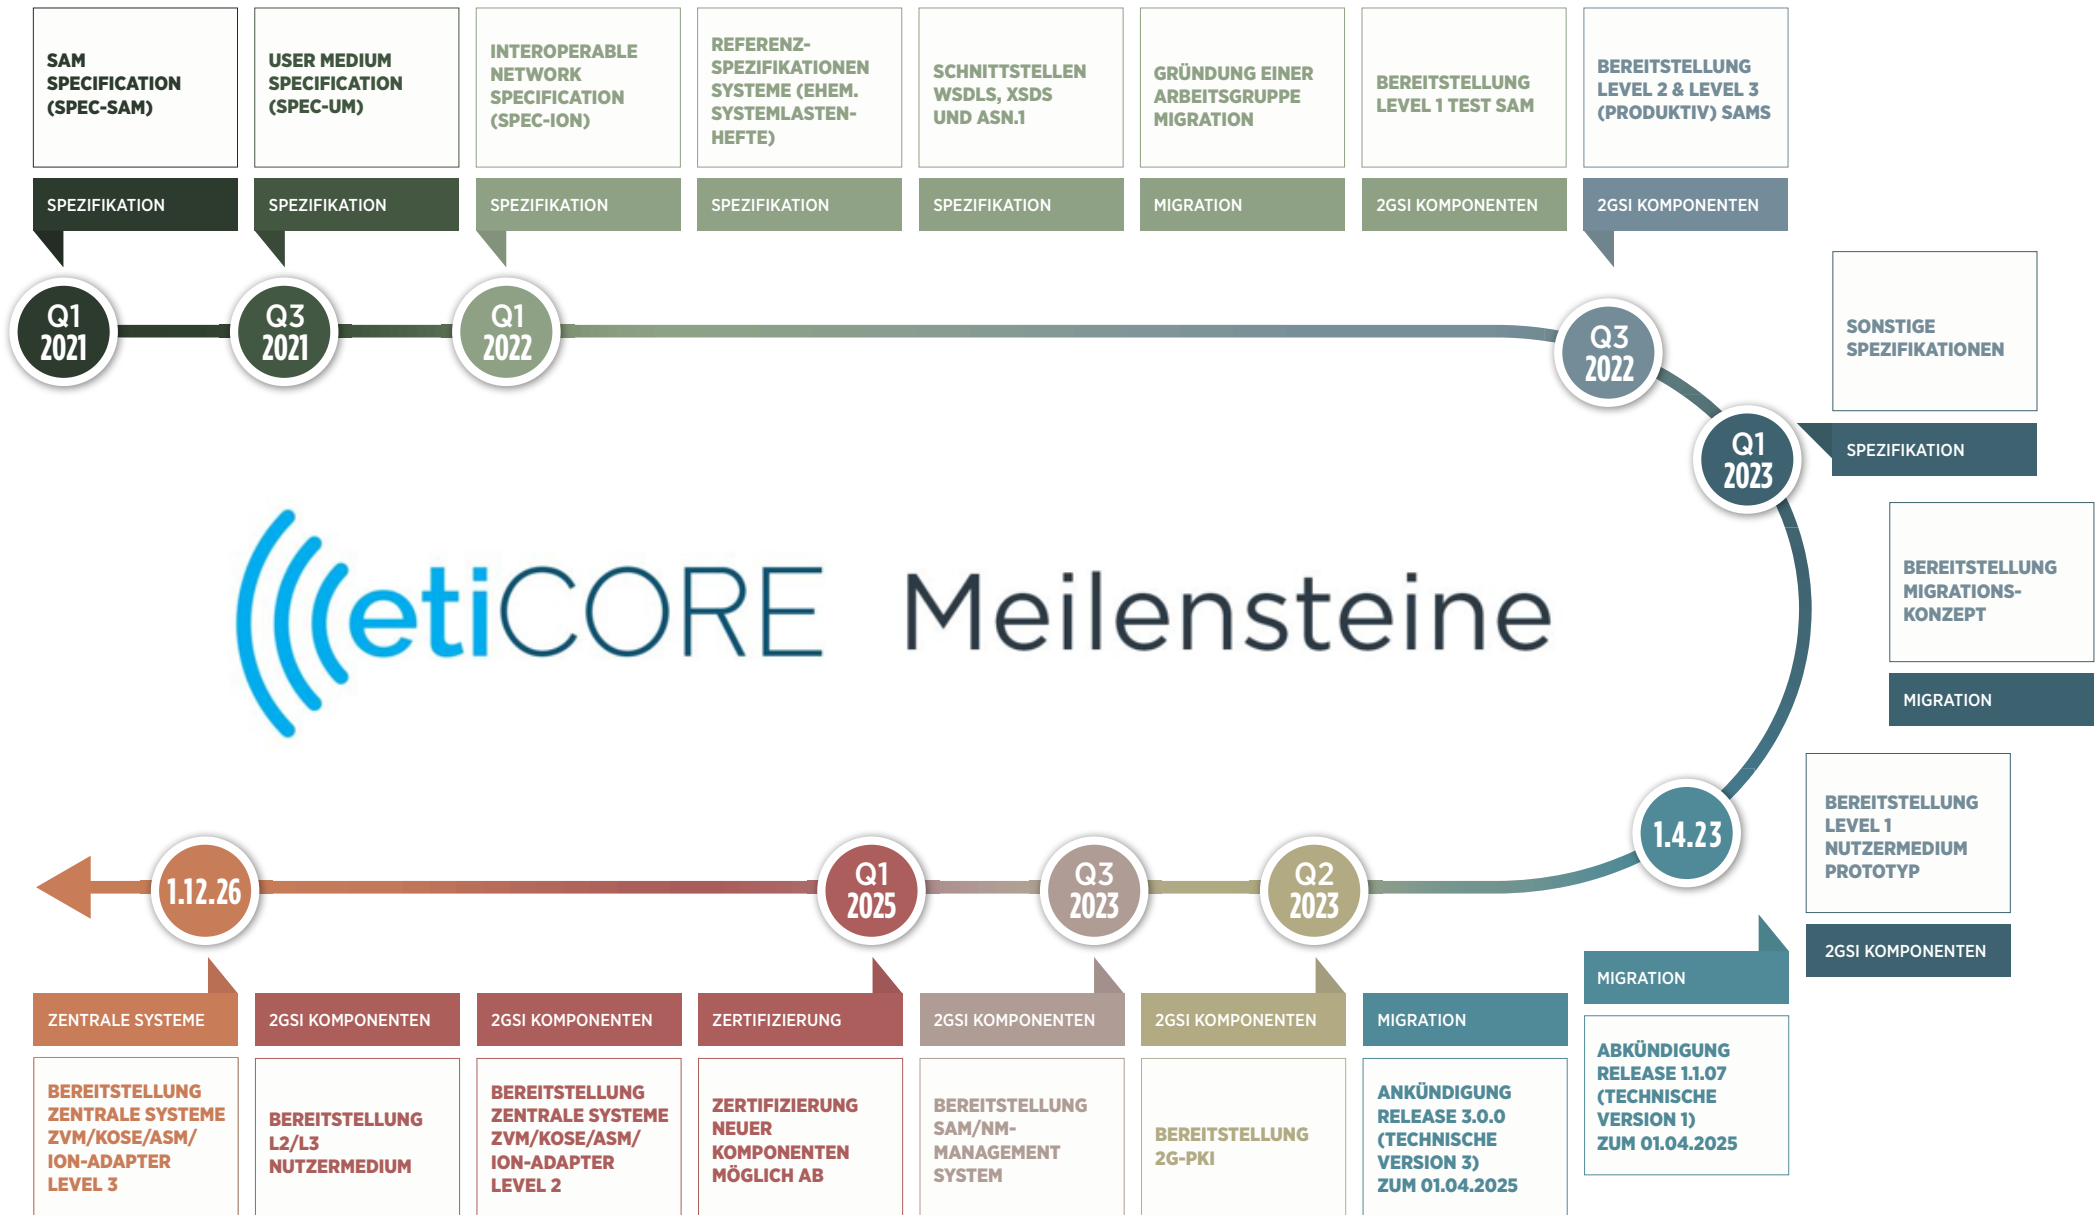 SAM
SPECIFICATION
(SPEC-SAM)
SPEZIFIKATION
Q1
2021
USER MEDIUM
SPECIFICATION
(SPEC-UM)
SPEZIFIKATION
Q3
2021
INTEROPERABLE
NETWORK
SPECIFICATION
(SPEC-ION)
SPEZIFIKATION
Q1
2022
REFERENZ-
SPEZIFIKATIONEN
SYSTEME (EHEM.
SYSTEMLASTEN-
HEFTE)
SPEZIFIKATION
SCHNITTSTELLEN
WSDLS, XSDS
UND ASN.1
SPEZIFIKATION
GRÜNDUNG EINER
ARBEITSGRUPPE
MIGRATION
MIGRATION
BEREITSTELLUNG
LEVEL 1 TEST SAM
2GSI KOMPONENTEN
BEREITSTELLUNG
LEVEL 2 & LEVEL 3
(PRODUKTIV) SAMS
2GSI KOMPONENTEN
Q3
2022
Q1
2023
SONSTIGE
SPEZIFIKATIONEN
SPEZIFIKATION
BEREITSTELLUNG
MIGRATIONS-
KONZEPT
MIGRATION
BEREITSTELLUNG
LEVEL 1
NUTZERMEDIUM
PROTOTYP
2GSI KOMPONENTEN
etiCORE Meilensteine
1.4.23
MIGRATION
ABKÜNDIGUNG
RELEASE 1.1.07
(TECHNISCHE
VERSION 1)
ZUM 01.04.2025
MIGRATION
ANKÜNDIGUNG
RELEASE 3.0.0
(TECHNISCHE
VERSION 3)
ZUM 01.04.2025
Q2
2023
2GSI KOMPONENTEN
BEREITSTELLUNG
2G-PKI
Q3
2023
2GSI KOMPONENTEN
BEREITSTELLUNG
SAM/NM-
MANAGEMENT
SYSTEM
Q1
2025
ZERTIFIZIERUNG
ZERTIFIZIERUNG
NEUER
KOMPONENTEN
MÖGLICH AB
2GSI KOMPONENTEN
BEREITSTELLUNG
ZENTRALE SYSTEME
ZVM/KOSE/ASM/
ION-ADAPTER
LEVEL 2
2GSI KOMPONENTEN
BEREITSTELLUNG
L2/L3
NUTZERMEDIUM
1.12.26
ZENTRALE SYSTEME
BEREITSTELLUNG
ZENTRALE SYSTEME
ZVM/KOSE/ASM/
ION-ADAPTER
LEVEL 3